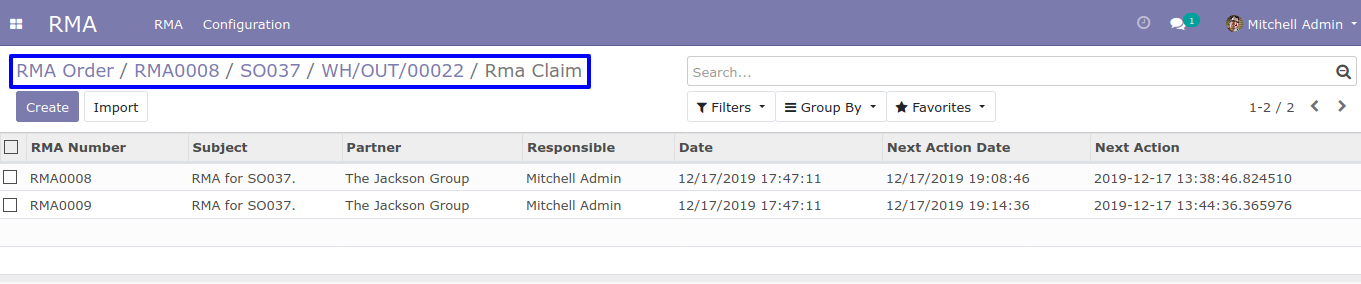 RMA RMA Configuration 1 Mitchell Admin
RMA Order / RMA0008 / SO037 / WH/OUT/00022 / Rma Claim Search...
Create Import Filters Group By Favorites 1-2 / 2
RMA Number Subject Partner Responsible Date Next Action Date Next Action
RMA0008 RMA for SO037. The Jackson Group Mitchell Admin 12/17/2019 17:47:11 12/17/2019 19:08:46 2019-12-17 13:38:46.824510
RMA0009 RMA for SO037. The Jackson Group Mitchell Admin 12/17/2019 17:47:11 12/17/2019 19:14:36 2019-12-17 13:44:36.365976